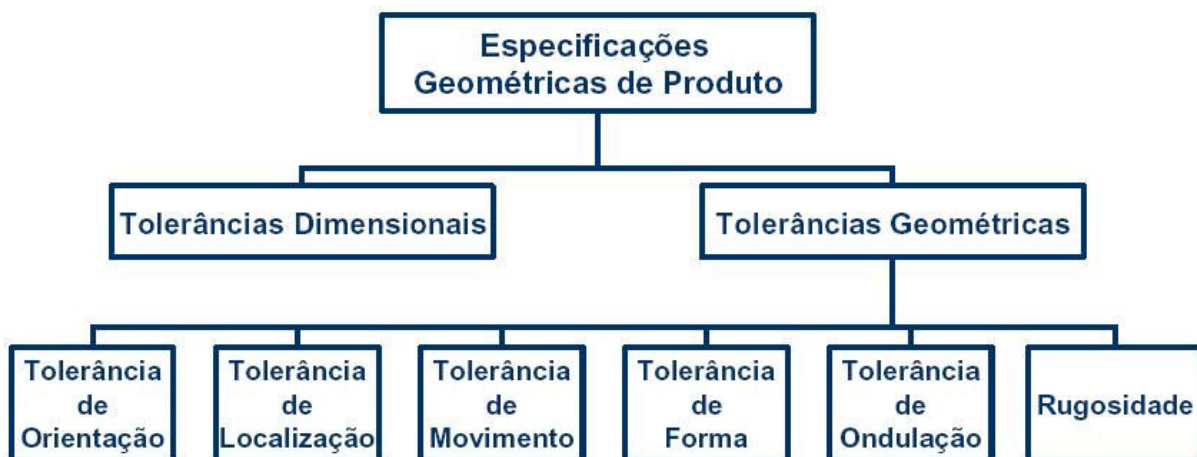 Especificações
Geométricas de Produto
Tolerâncias Dimensionais
Tolerâncias Geométricas
Tolerância
de
Orientação
Tolerância
de
Localização
Tolerância
de
Movimento
Tolerância
de
Forma
Tolerância
de
Ondulação
Rugosidade